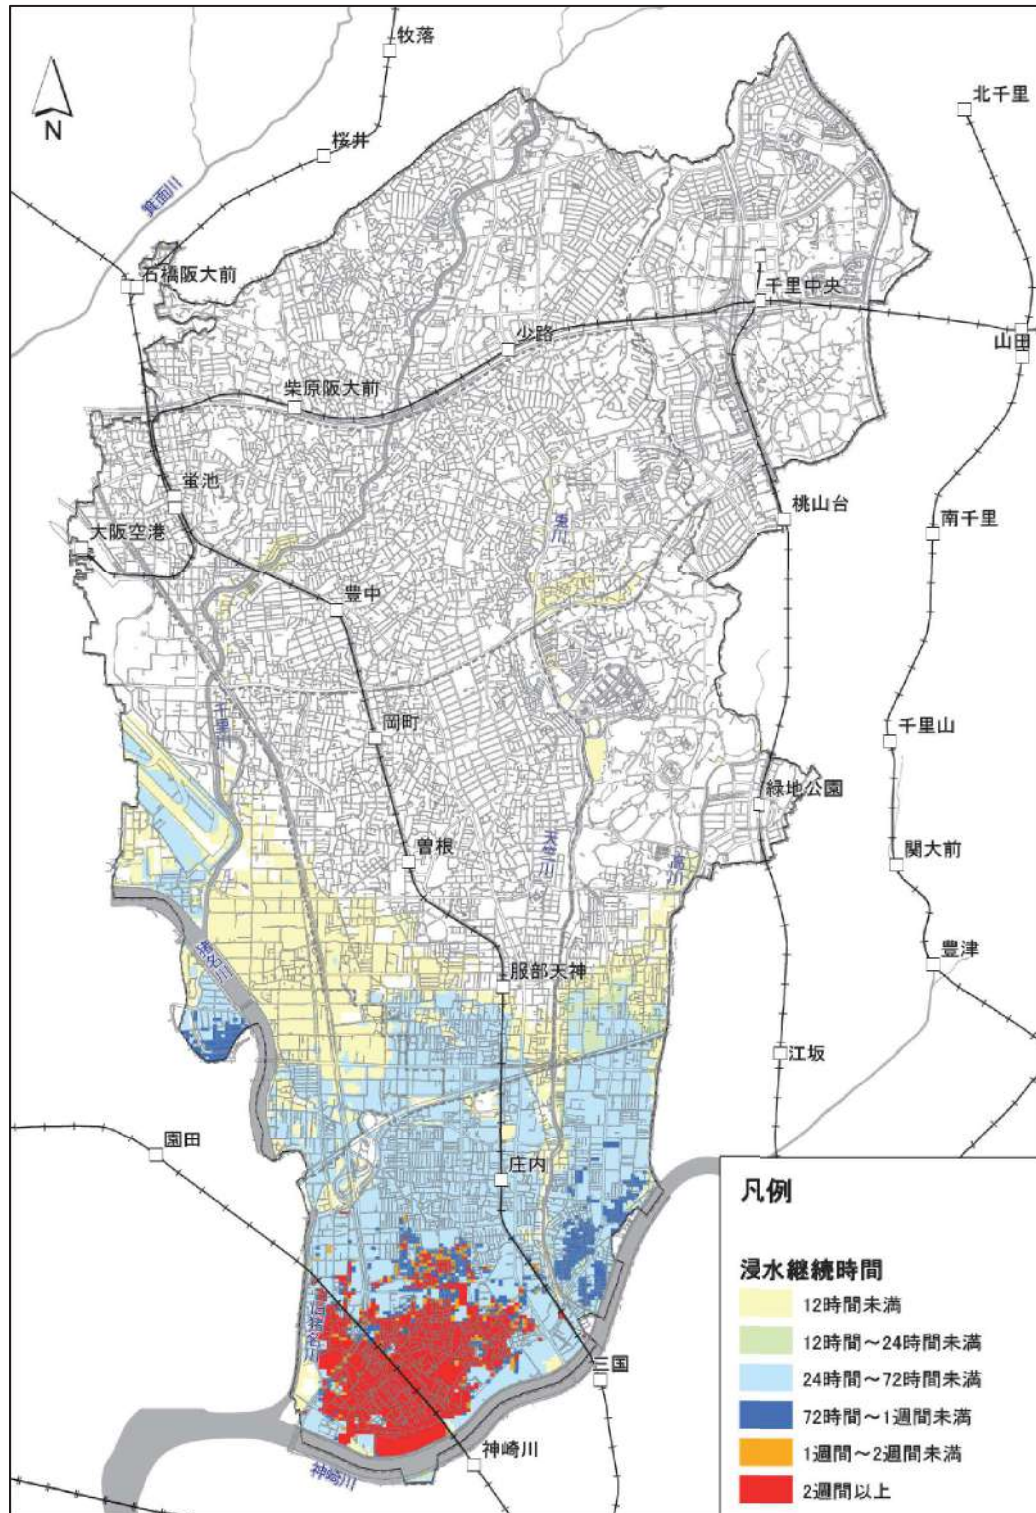 牧落
北千里
N
桜井
箕面川
石橋阪大前
千里中央
少路
山田
柴原阪大前
蛍池
桃山台
大阪空港
兎川
南千里
豊中
千里川
岡町
千里山
緑地公園
天竺川
曽根
高川
関大前
猪名川
豊津
服部天神
江坂
園田
庄内
凡例
浸水継続時間
12時間未満
12時間～24時間未満
24時間～72時間未満
72時間～1週間未満
1週間～2週間未満
2週間以上
旧猪名川
三国
神崎川
神崎川